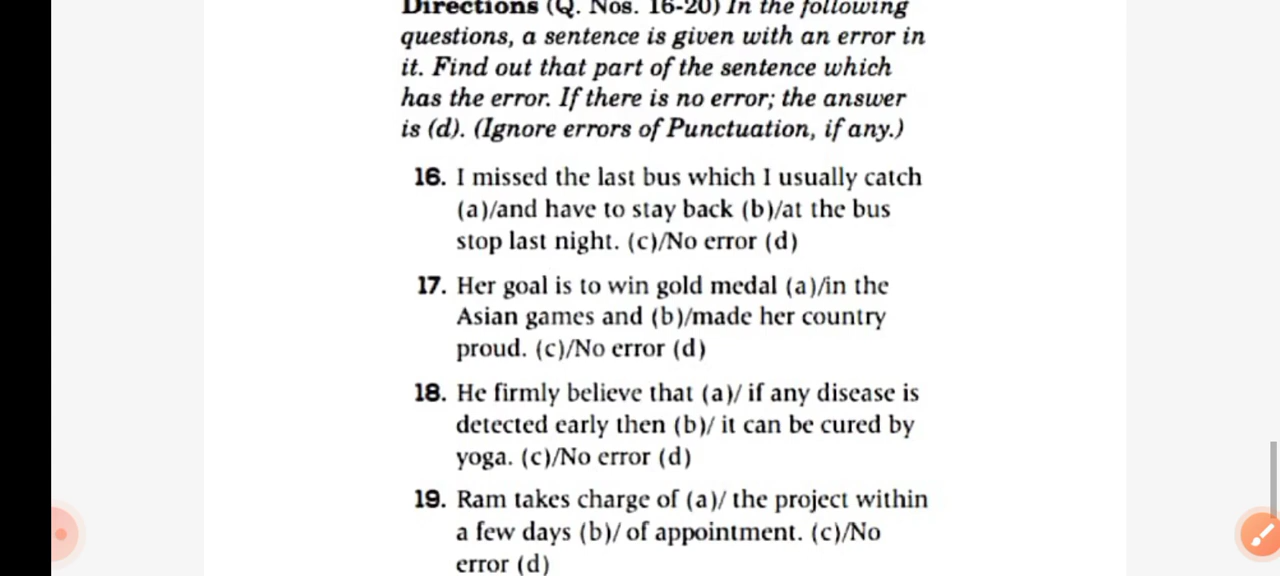 Directions (Q. Nos. 16-20) In the following
questions, a sentence is given with an error in
it. Find out that part of the sentence which
has the error. If there is no error; the answer
is (d). (Ignore errors of Punctuation, if any.)
16. I missed the last bus which I usually catch
(a)/and have to stay back (b)/at the bus
stop last night. (c)/No error (d)
17. Her goal is to win gold medal (a)/in the
Asian games and (b)/made her country
proud. (c)/No error (d)
18. He firmly believe that (a)/ if any disease is
detected early then (b)/ it can be cured by
yoga. (c)/No error (d)
19. Ram takes charge of (a)/ the project within
a few days (b)/ of appointment. (c)/No
error (d)